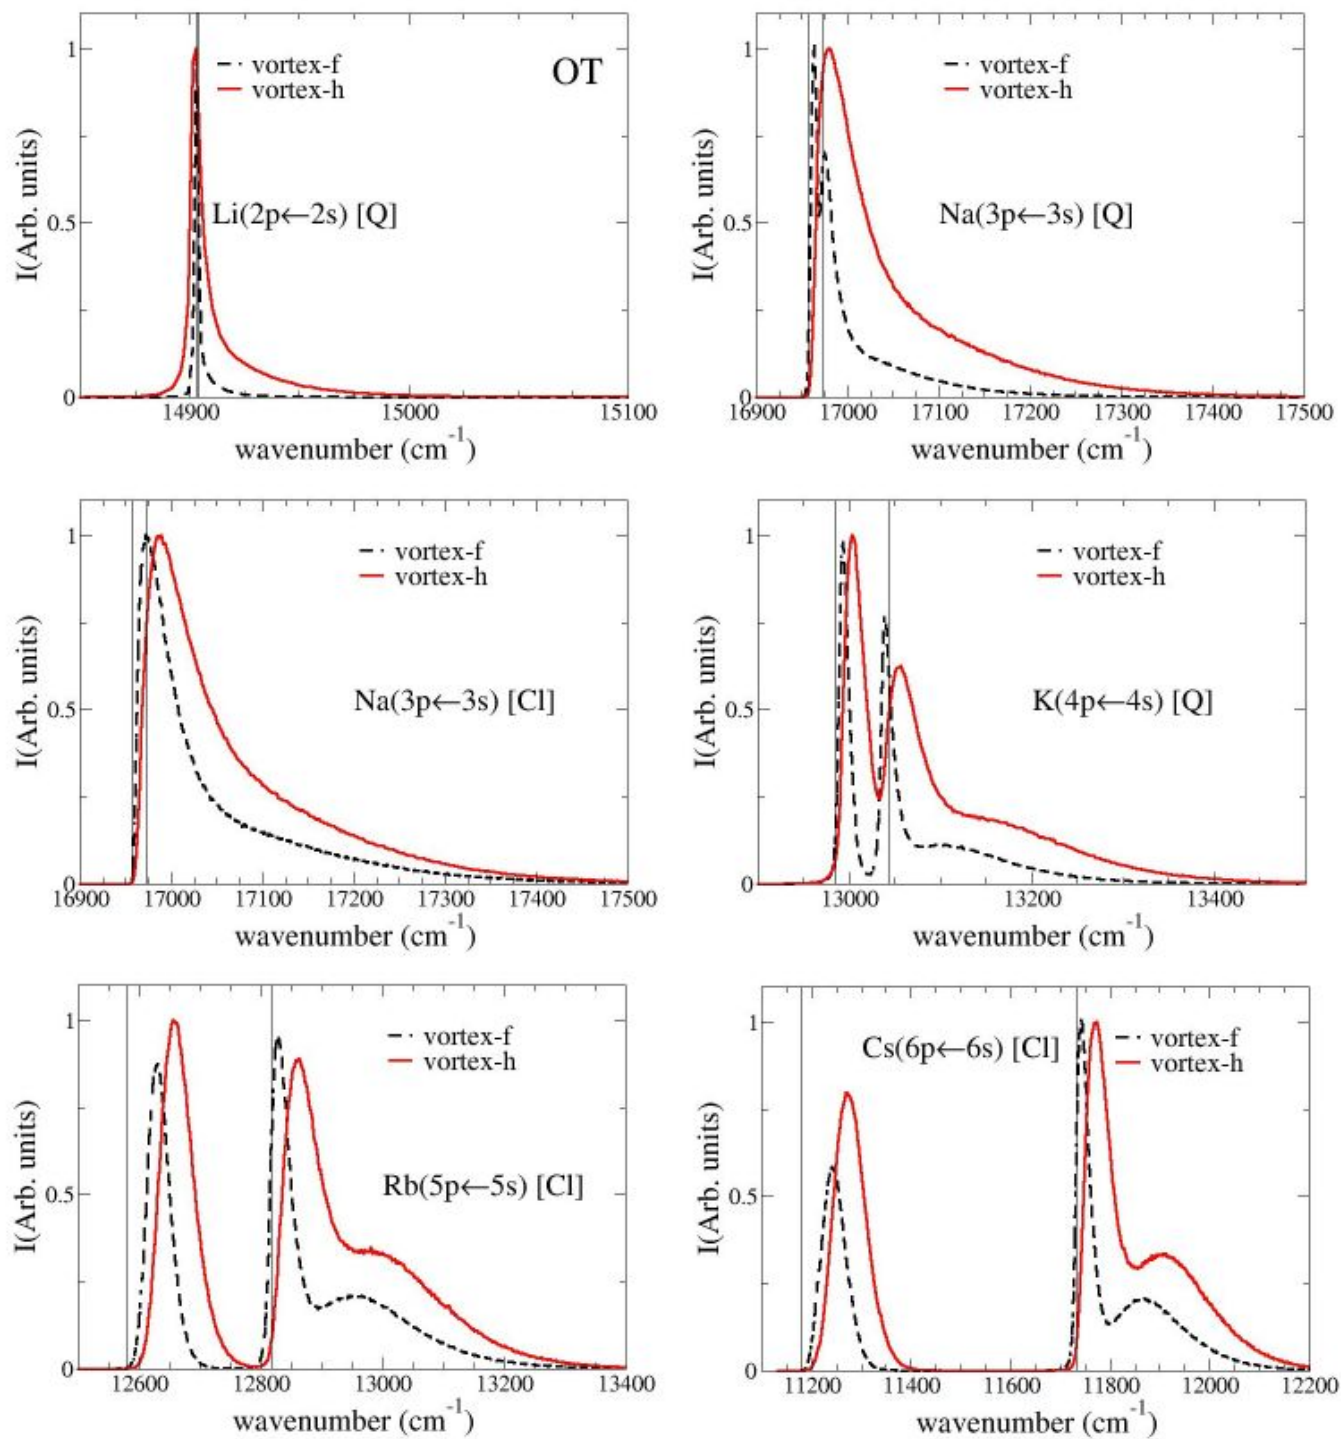 1
0.5
0
I(Arb. units)
vortex-f
vortex-h
OT
Li(2p←2s) [Q]
14900 15000 15100
wavenumber (cm⁻¹)
1
0.5
0
I(Arb. units)
vortex-f
vortex-h
Na(3p←3s) [Q]
16900 17000 17100 17200 17300 17400 17500
wavenumber (cm⁻¹)
1
0.5
0
I(Arb. units)
vortex-f
vortex-h
Na(3p←3s) [Cl]
16900 17000 17100 17200 17300 17400 17500
wavenumber (cm⁻¹)
1
0.5
0
I(Arb. units)
vortex-f
vortex-h
K(4p←4s) [Q]
13000 13200 13400
wavenumber (cm⁻¹)
1
0.5
0
I(Arb. units)
vortex-f
vortex-h
Rb(5p←5s) [Cl]
12600 12800 13000 13200 13400
wavenumber (cm⁻¹)
1
0.5
0
I(Arb. units)
Cs(6p←6s) [Cl]
vortex-f
vortex-h
11200 11400 11600 11800 12000 12200
wavenumber (cm⁻¹)